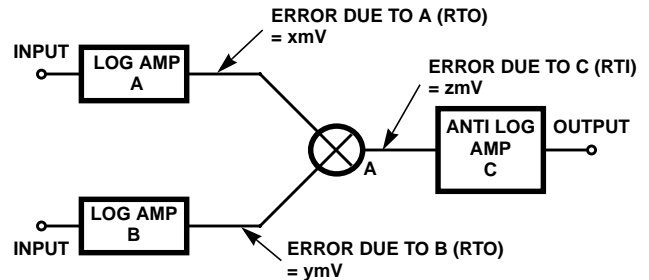 ERROR DUE TO A (RTO)
= xmV
INPUT
LOG AMP
A
ERROR DUE TO C (RTI)
= zmV
ANTI LOG
AMP
C
OUTPUT
A
LOG AMP
B
INPUT
ERROR DUE TO B (RTO)
= ymV